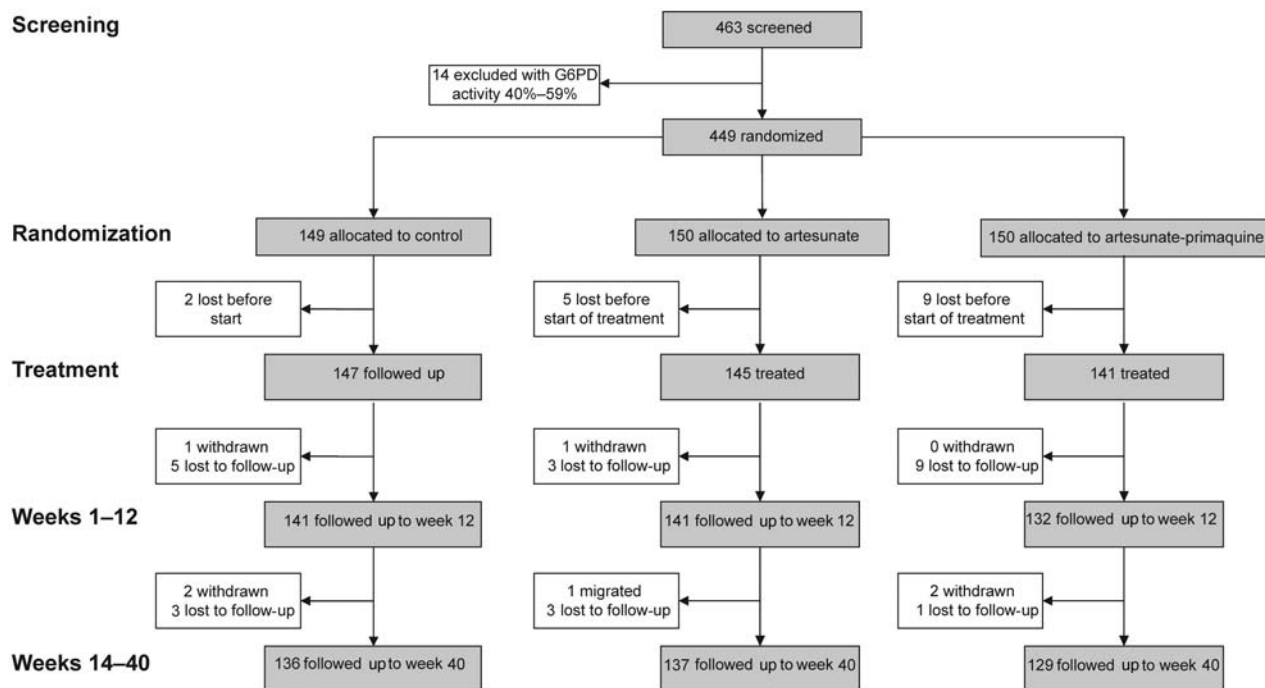 Screening
463 screened
14 excluded with G6PD
activity 40%–59%
449 randomized
Randomization
149 allocated to control
150 allocated to artesunate
150 allocated to artesunate-primaquine
2 lost before
start
5 lost before
start of treatment
9 lost before
start of treatment
Treatment
147 followed up
145 treated
141 treated
1 withdrawn
5 lost to follow-up
1 withdrawn
3 lost to follow-up
0 withdrawn
9 lost to follow-up
Weeks 1–12
141 followed up to week 12
141 followed up to week 12
132 followed up to week 12
2 withdrawn
3 lost to follow-up
1 migrated
3 lost to follow-up
2 withdrawn
1 lost to follow-up
Weeks 14–40
136 followed up to week 40
137 followed up to week 40
129 followed up to week 40